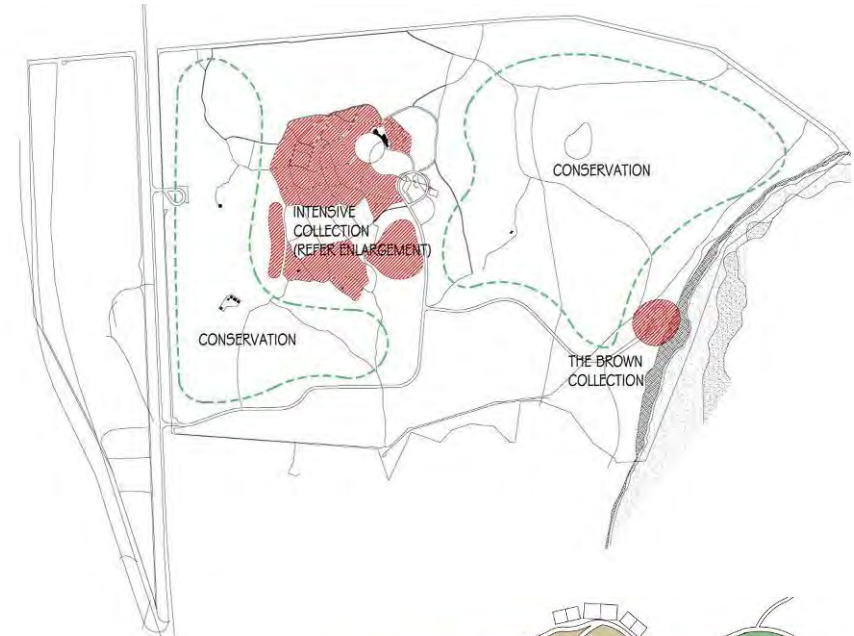 CONSERVATION
INTENSIVE
COLLECTION
(REFER ENLARGEMENT)
CONSERVATION
THE BROWN
COLLECTION